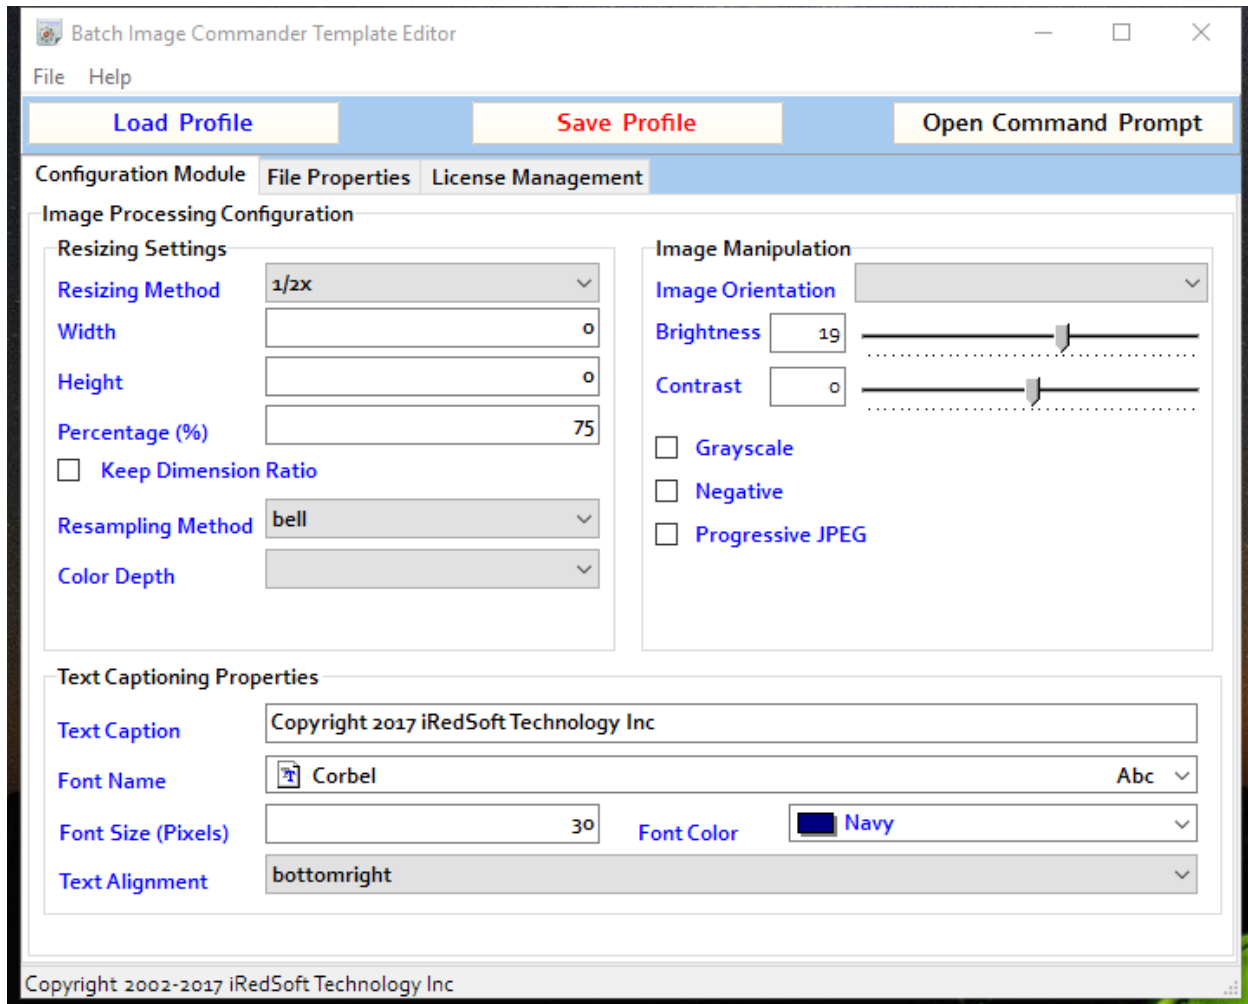 Batch Image Commander Template Editor
File Help
Load Profile Save Profile Open Command Prompt
Configuration Module File Properties License Management
Image Processing Configuration
Resizing Settings
Resizing Method 1/2x
Width 0
Height 0
Percentage (%) 75
Keep Dimension Ratio
Resampling Method bell
Color Depth
Image Manipulation
Image Orientation
Brightness 19
Contrast 0
Grayscale
Negative
Progressive JPEG
Text Captioning Properties
Text Caption Copyright 2017 iRedSoft Technology Inc
Font Name Corbel Abc
Font Size (Pixels) 30 Font Color Navy
Text Alignment bottomright
Copyright 2002-2017 iRedSoft Technology Inc